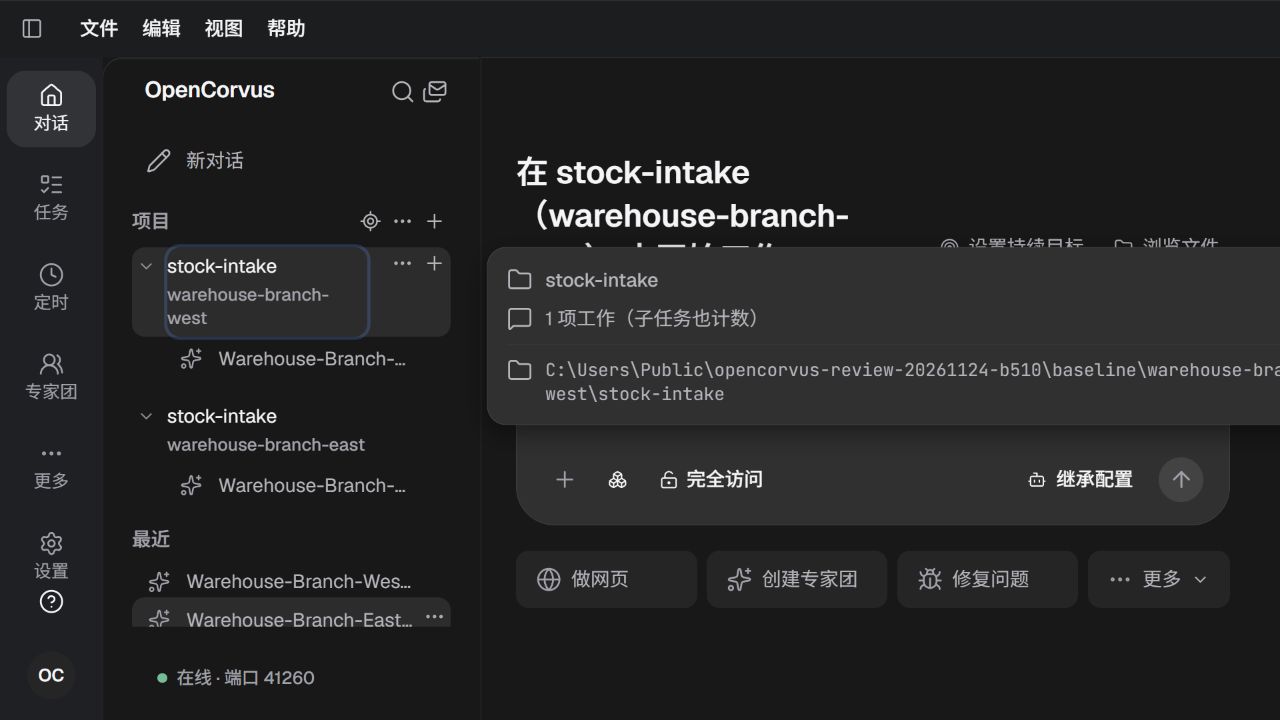 文件 编辑 视图 帮助
对话
任务
定时
专家团
更多
设置
OC
OpenCorvus
新对话
项目
stock-intake
warehouse-branch-
west
Warehouse-Branch-...
stock-intake
warehouse-branch-east
Warehouse-Branch-...
最近
Warehouse-Branch-Wes...
Warehouse-Branch-East...
在线 · 端口 41260
在 stock-intake
（warehouse-branch-
设置持续目标 浏览文件
stock-intake
1 项工作（子任务也计数）
C:\Users\Public\opencorvus-review-20261124-b510\baseline\warehouse-bra
west\stock-intake
完全访问 继承配置
做网页 创建专家团 修复问题 更多